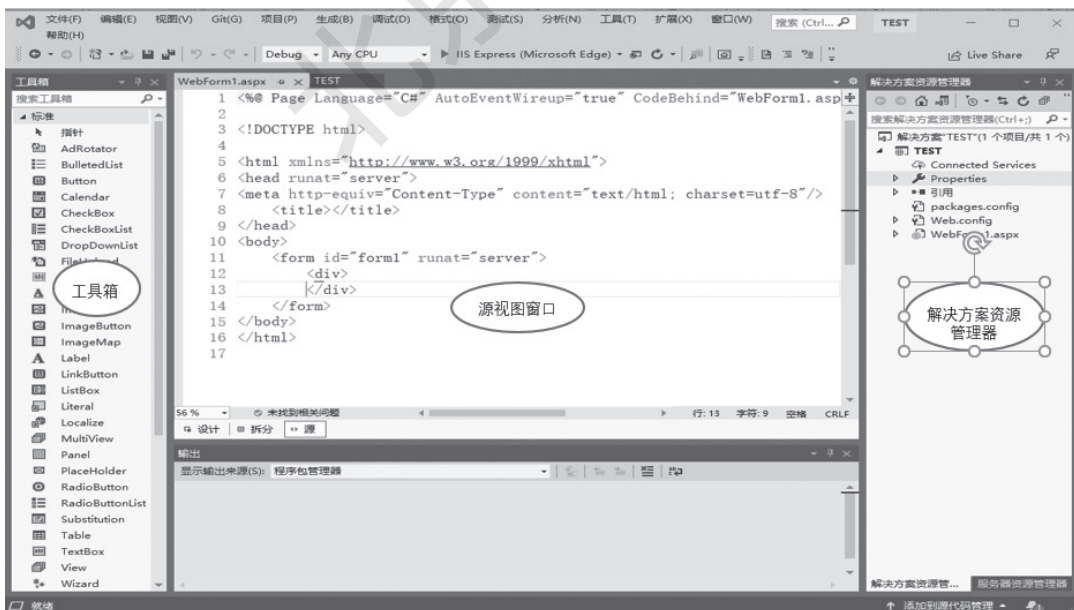 文件(F) 编辑(E) 视图(V) Git(G) 项目(P) 生成(B) 调试(D) 格式(O) 测试(S) 分析(N) 工具(T) 扩展(X) 窗口(W) 搜索 (Ctrl... TEST
帮助(H)
Debug Any CPU IIS Express (Microsoft Edge) Live Share
工具箱
搜索工具箱
标准
指针
AdRotator
BulletedList
Button
Calendar
CheckBox
CheckBoxList
DropDownList
工具箱
ImageButton
ImageMap
Label
LinkButton
ListBox
Literal
Localize
MultiView
Panel
PlaceHolder
RadioButton
RadioButtonList
Substitution
Table
TextBox
View
Wizard
WebForm1.aspx TEST
1 <%@ Page Language="C#" AutoEventWireup="true" CodeBehind="WebForm1.asp
2
3 <!DOCTYPE html>
4
5 <html xmlns="http://www.w3.org/1999/xhtml">
6 <head runat="server">
7 <meta http-equiv="Content-Type" content="text/html; charset=utf-8"/>
8 <title></title>
9 </head>
10 <body>
11 <form id="form1" runat="server">
12 <div>
13 </div>
14 </form>
15 </body>
16 </html>
17
源视图窗口
56 % 未找到相关问题 行: 13 字符: 9 空格 CRLF
设计 拆分 源
输出
显示输出来源(S): 程序包管理器
解决方案资源管理器
搜索解决方案资源管理器(Ctrl+;)
解决方案"TEST"(1 个项目/共 1 个)
TEST
Connected Services
Properties
引用
packages.config
Web.config
WebForm1.aspx
解决方案资源
管理器
解决方案资源管... 服务器资源管理器
就绪 添加到源代码管理